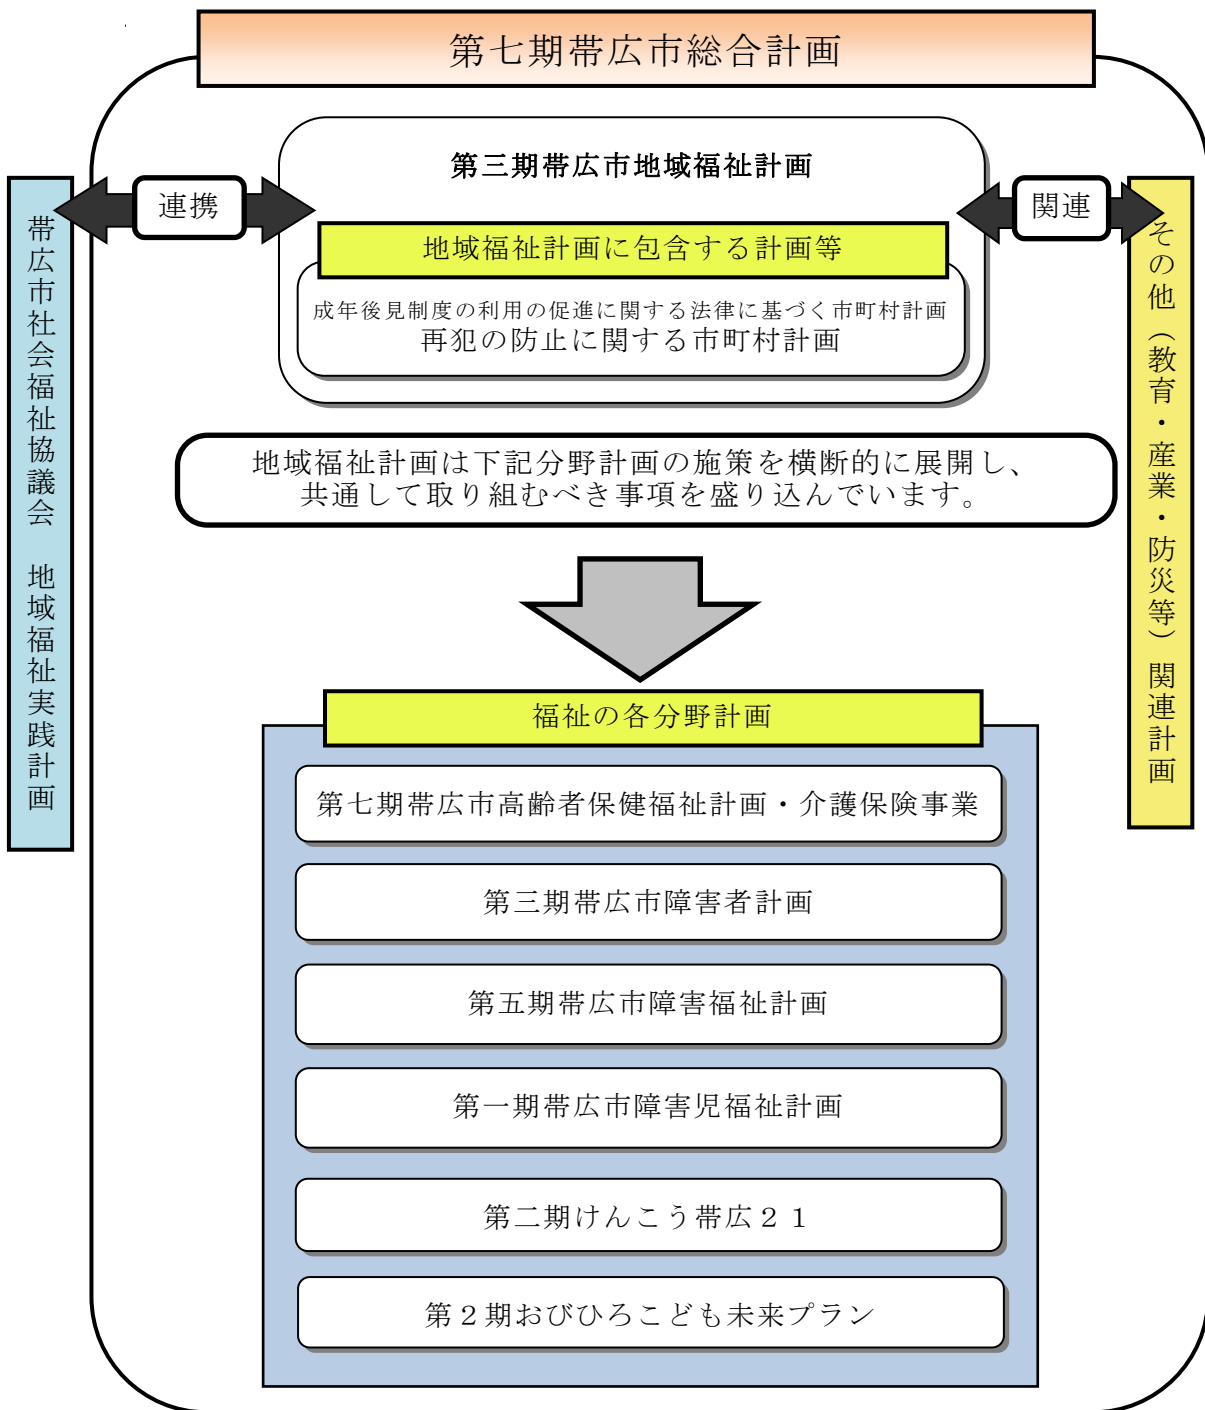 第七期帯広市総合計画
第三期帯広市地域福祉計画
連携
関連
地域福祉計画に包含する計画等
成年後見制度の利用の促進に関する法律に基づく市町村計画
再犯の防止に関する市町村計画
帯広市社会福祉協議会　地域福祉実践計画
その他（教育・産業・防災等）関連計画
地域福祉計画は下記分野計画の施策を横断的に展開し、
共通して取り組むべき事項を盛り込んでいます。
福祉の各分野計画
第七期帯広市高齢者保健福祉計画・介護保険事業
第三期帯広市障害者計画
第五期帯広市障害福祉計画
第一期帯広市障害児福祉計画
第二期けんこう帯広２１
第２期おびひろこども未来プラン